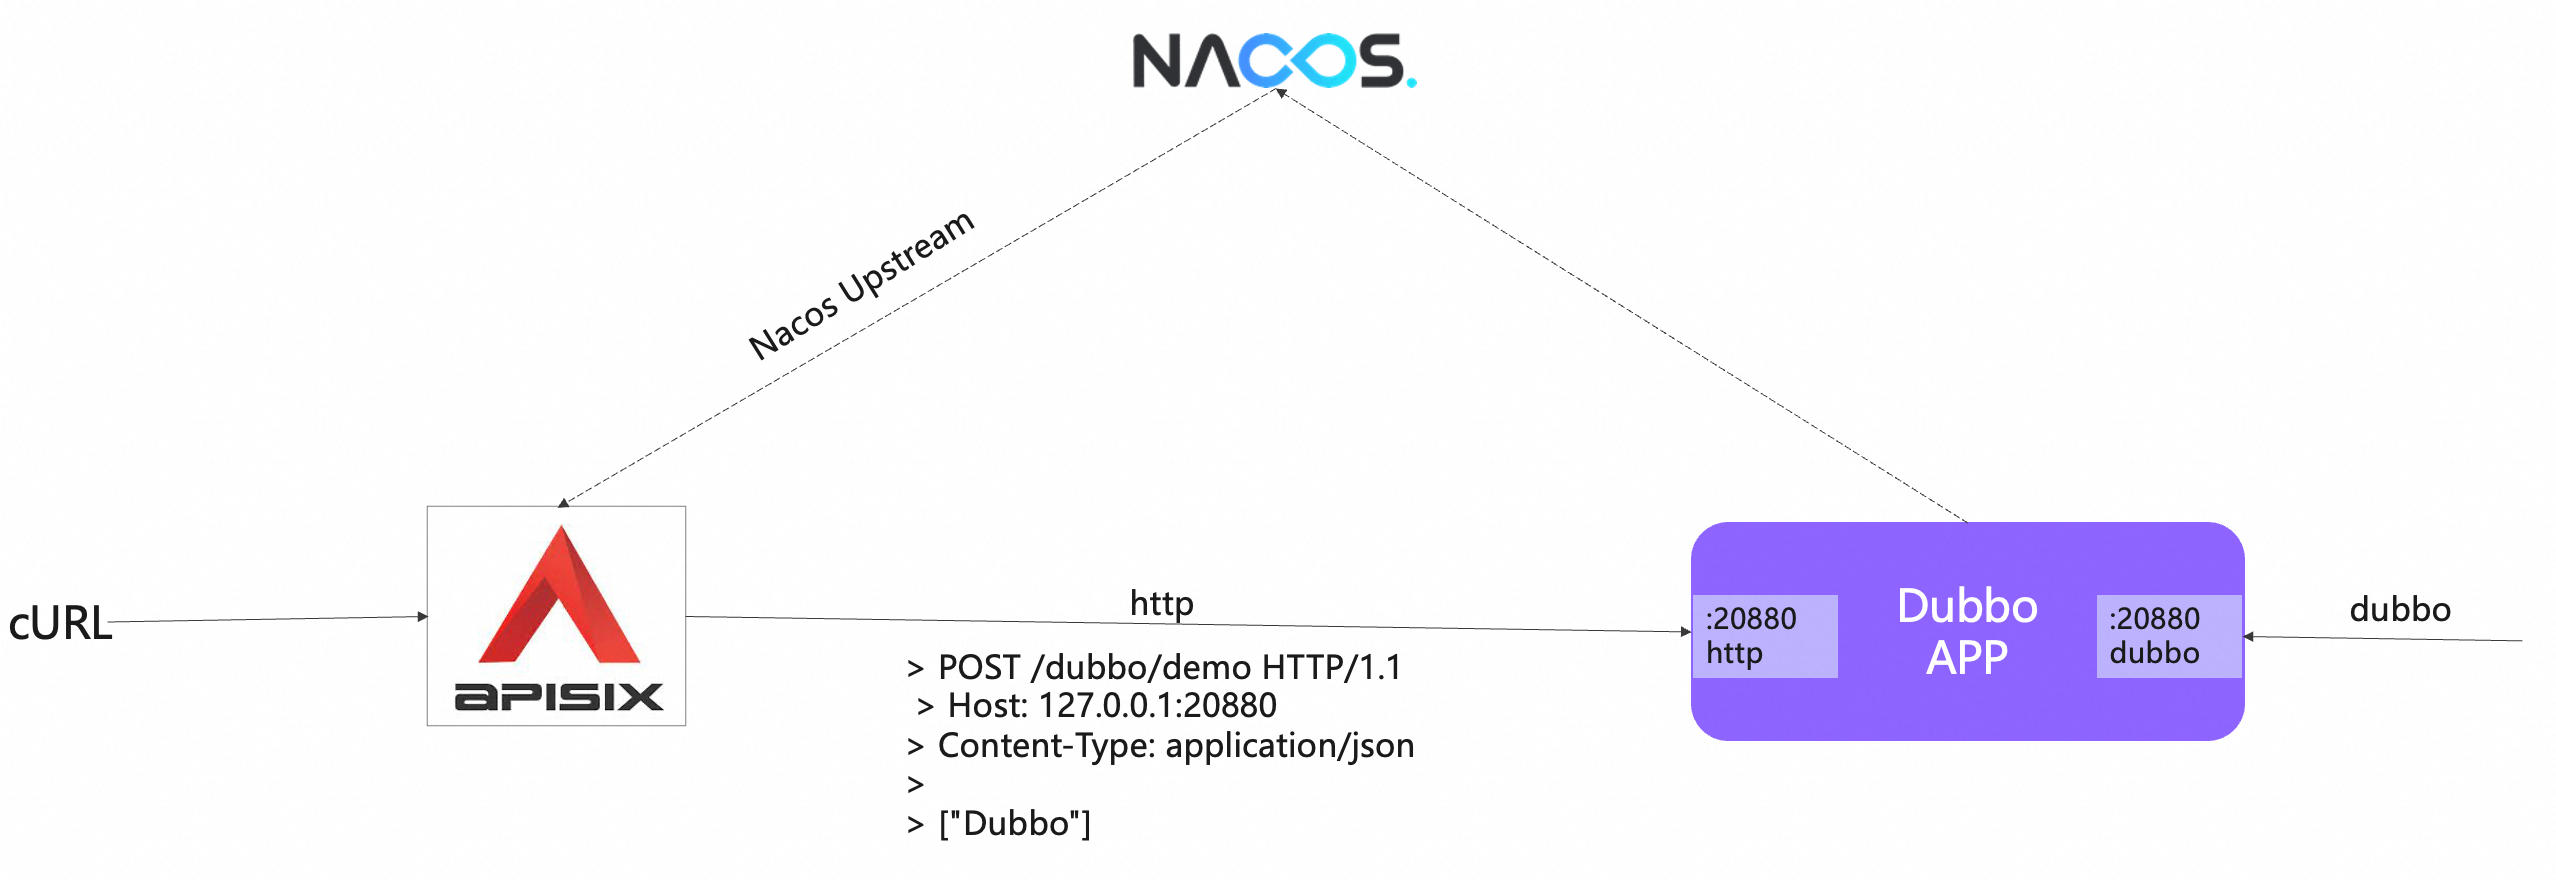 NACOS.
Nacos Upstream
cURL
APISIX
http
> POST /dubbo/demo HTTP/1.1
> Host: 127.0.0.1:20880
> Content-Type: application/json
>
> ["Dubbo"]
:20880
http
Dubbo
APP
:20880
dubbo
dubbo